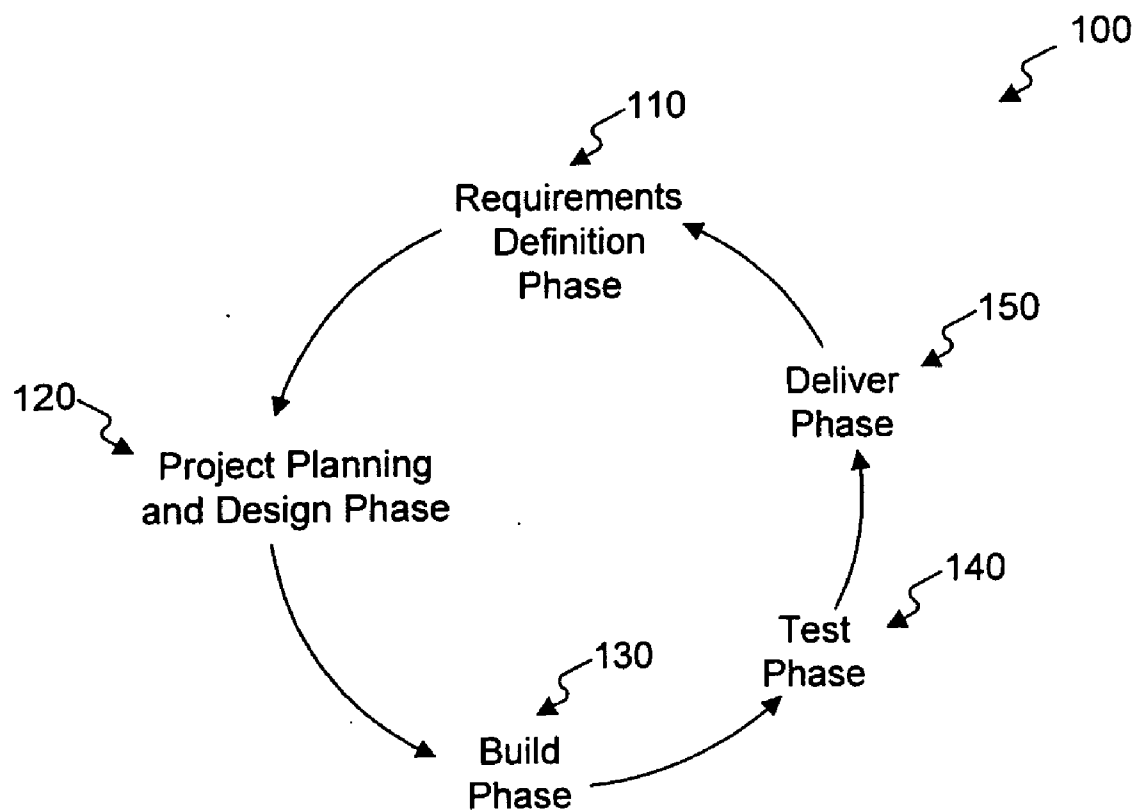 100
110
Requirements
Definition
Phase
150
Deliver
Phase
120
Project Planning
and Design Phase
140
Test
Phase
130
Build
Phase